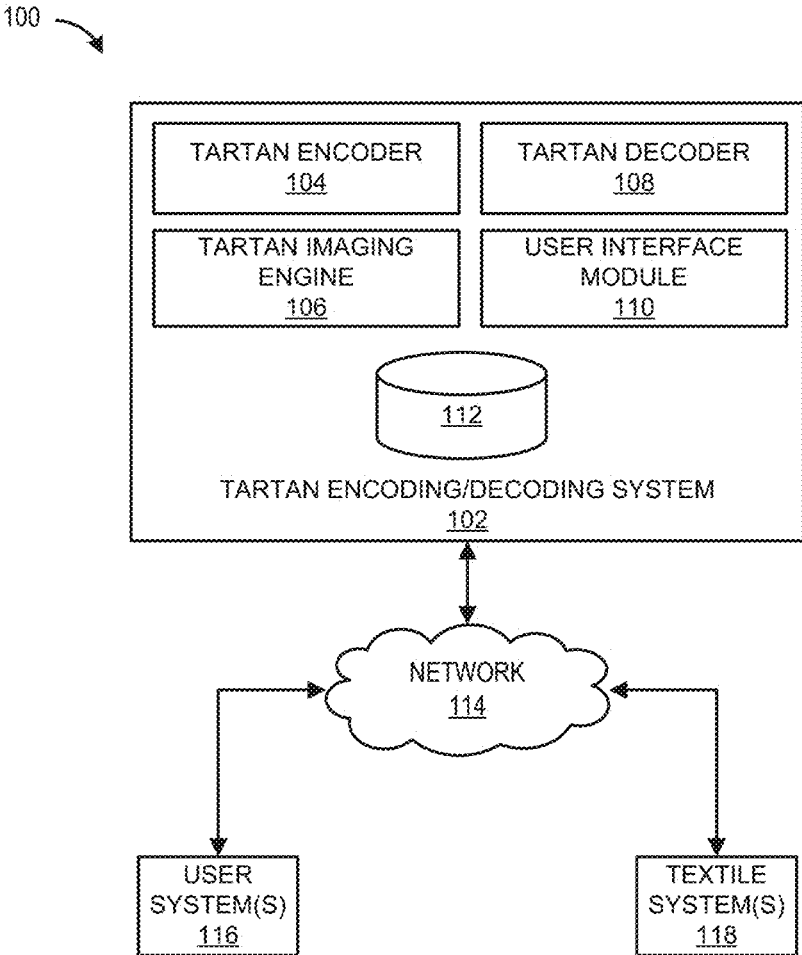 100
TARTAN ENCODER
104
TARTAN DECODER
108
TARTAN IMAGING
ENGINE
106
USER INTERFACE
MODULE
110
112
TARTAN ENCODING/DECODING SYSTEM
102
NETWORK
114
USER
SYSTEM(S)
116
TEXTILE
SYSTEM(S)
118